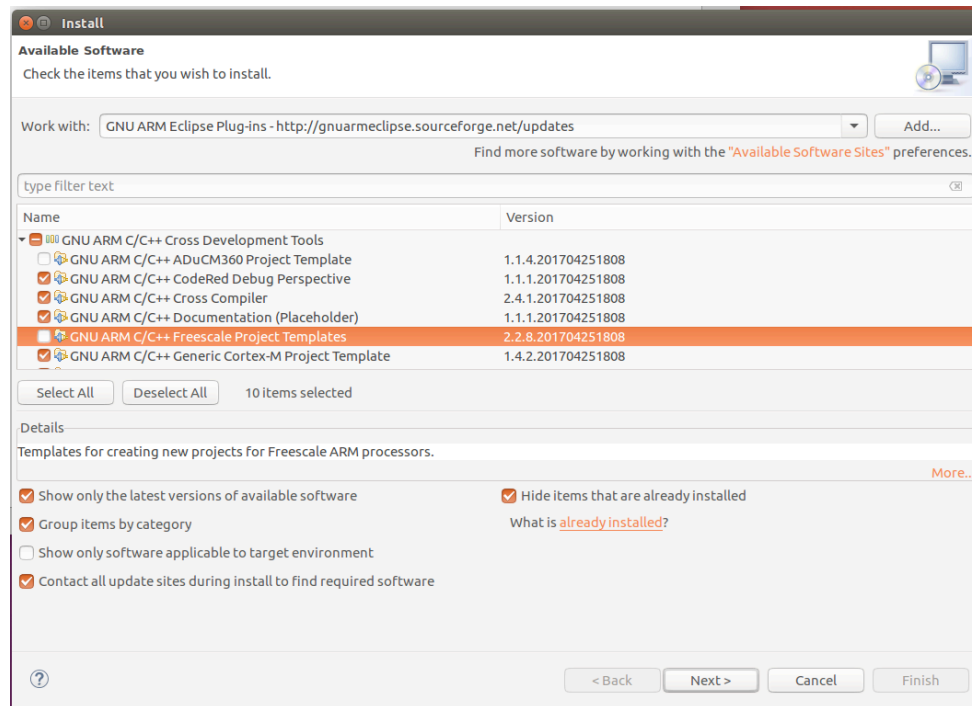 Install
Available Software
Check the items that you wish to install.
Work with: GNU ARM Eclipse Plug-ins - http://gnuarmeclipse.sourceforge.net/updates Add...
Find more software by working with the "Available Software Sites" preferences.
type filter text
Name Version
GNU ARM C/C++ Cross Development Tools
GNU ARM C/C++ ADuCM360 Project Template 1.1.4.201704251808
GNU ARM C/C++ CodeRed Debug Perspective 1.1.1.201704251808
GNU ARM C/C++ Cross Compiler 2.4.1.201704251808
GNU ARM C/C++ Documentation (Placeholder) 1.1.1.201704251808
GNU ARM C/C++ Freescale Project Templates 2.2.8.201704251808
GNU ARM C/C++ Generic Cortex-M Project Template 1.4.2.201704251808
Select All Deselect All 10 items selected
Details
Templates for creating new projects for Freescale ARM processors.
More..
Show only the latest versions of available software Hide items that are already installed
Group items by category What is already installed?
Show only software applicable to target environment
Contact all update sites during install to find required software
? < Back Next > Cancel Finish